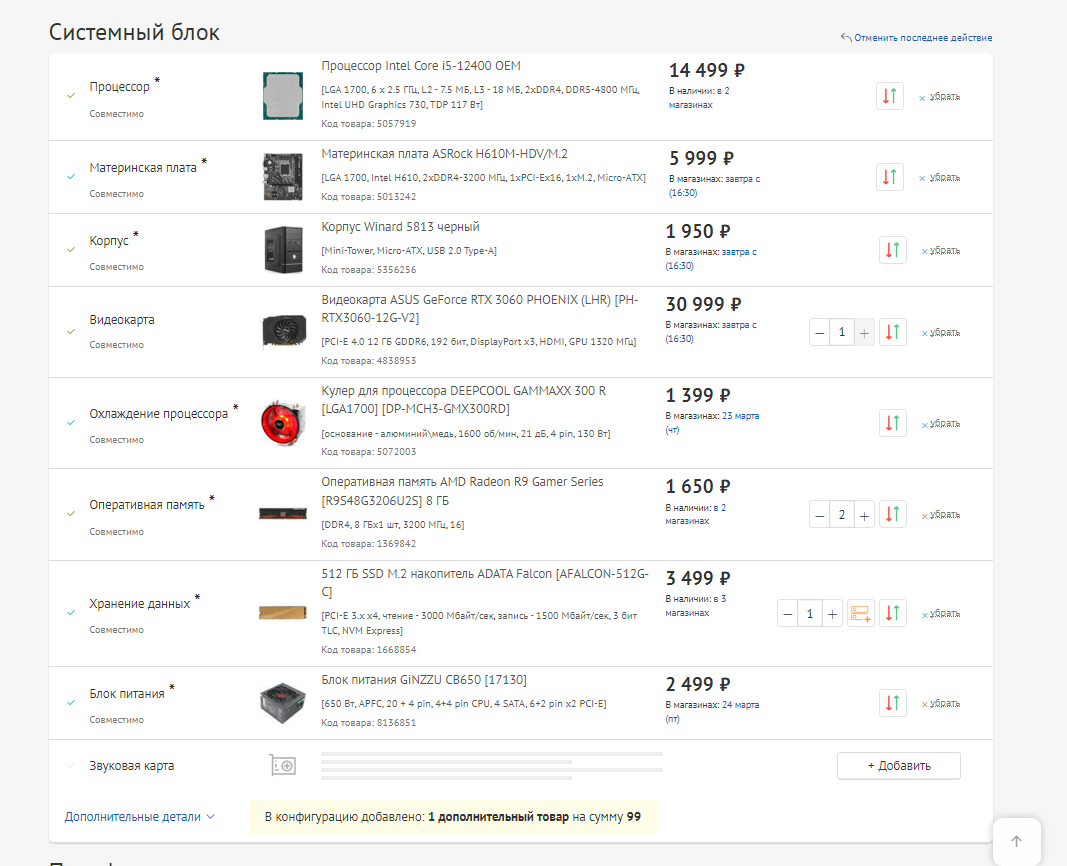 Системный блок
Отменить последнее действие
Процессор *
Совместимо
Процессор Intel Core i5-12400 OEM
[LGA 1700, 6 x 2.5 ГГц, L2 - 7.5 МБ, L3 - 18 МБ, 2xDDR4, DDR5-4800 МГц,
Intel UHD Graphics 730, TDP 117 Вт]
Код товара: 5057919
14 499 ₽
В наличии: в 2
магазинах
убрать
Материнская плата *
Совместимо
Материнская плата ASRock H610M-HDV/M.2
[LGA 1700, Intel H610, 2xDDR4-3200 МГц, 1xPCI-Ex16, 1xM.2, Micro-ATX]
Код товара: 5013242
5 999 ₽
В магазинах: завтра с
(16:30)
убрать
Корпус *
Совместимо
Корпус Winard 5813 черный
[Mini-Tower, Micro-ATX, USB 2.0 Type-A]
Код товара: 5356256
1 950 ₽
В магазинах: завтра с
(16:30)
убрать
Видеокарта
Совместимо
Видеокарта ASUS GeForce RTX 3060 PHOENIX (LHR) [PH-
RTX3060-12G-V2]
[PCI-E 4.0 12 ГБ GDDR6, 192 бит, DisplayPort x3, HDMI, GPU 1320 МГц]
Код товара: 4838953
30 999 ₽
В магазинах: завтра с
(16:30)
− 1 +
убрать
Охлаждение процессора *
Совместимо
Кулер для процессора DEEPCOOL GAMMAXX 300 R
[LGA1700] [DP-MCH3-GMX300RD]
[основание - алюминий\медь, 1600 об/мин, 21 дБ, 4 pin, 130 Вт]
Код товара: 5072003
1 399 ₽
В магазинах: 23 марта
(чт)
убрать
Оперативная память *
Совместимо
Оперативная память AMD Radeon R9 Gamer Series
[R9S48G3206U2S] 8 ГБ
[DDR4, 8 ГБx1 шт, 3200 МГц, 16]
Код товара: 1369842
1 650 ₽
В наличии: в 2
магазинах
− 2 +
убрать
Хранение данных *
Совместимо
512 ГБ SSD M.2 накопитель ADATA Falcon [AFALCON-512G-
C]
[PCI-E 3.x x4, чтение - 3000 Мбайт/сек, запись - 1500 Мбайт/сек, 3 бит
TLC, NVM Express]
Код товара: 1668854
3 499 ₽
В наличии: в 3
магазинах
− 1 +
убрать
Блок питания *
Совместимо
Блок питания GiNZZU CB650 [17130]
[650 Вт, APFC, 20 + 4 pin, 4+4 pin CPU, 4 SATA, 6+2 pin x2 PCI-E]
Код товара: 8136851
2 499 ₽
В магазинах: 24 марта
(пт)
убрать
Звуковая карта
+ Добавить
Дополнительные детали
В конфигурацию добавлено: 1 дополнительный товар на сумму 99